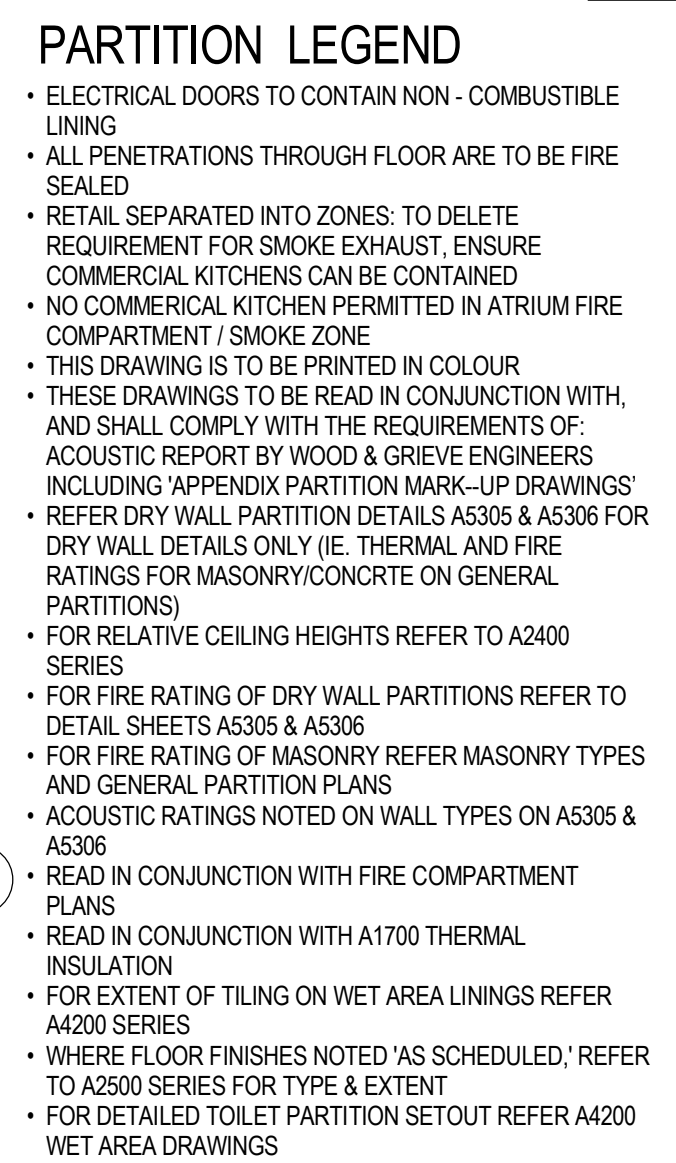 PARTITION LEGEND
• ELECTRICAL DOORS TO CONTAIN NON - COMBUSTIBLE
LINING
• ALL PENETRATIONS THROUGH FLOOR ARE TO BE FIRE
SEALED
• RETAIL SEPARATED INTO ZONES: TO DELETE
REQUIREMENT FOR SMOKE EXHAUST, ENSURE
COMMERCIAL KITCHENS CAN BE CONTAINED
• NO COMMERICAL KITCHEN PERMITTED IN ATRIUM FIRE
COMPARTMENT / SMOKE ZONE
• THIS DRAWING IS TO BE PRINTED IN COLOUR
• THESE DRAWINGS TO BE READ IN CONJUNCTION WITH,
AND SHALL COMPLY WITH THE REQUIREMENTS OF:
ACOUSTIC REPORT BY WOOD & GRIEVE ENGINEERS
INCLUDING 'APPENDIX PARTITION MARK--UP DRAWINGS’
• REFER DRY WALL PARTITION DETAILS A5305 & A5306 FOR
DRY WALL DETAILS ONLY (IE. THERMAL AND FIRE
RATINGS FOR MASONRY/CONCRTE ON GENERAL
PARTITIONS)
• FOR RELATIVE CEILING HEIGHTS REFER TO A2400
SERIES
• FOR FIRE RATING OF DRY WALL PARTITIONS REFER TO
DETAIL SHEETS A5305 & A5306
• FOR FIRE RATING OF MASONRY REFER MASONRY TYPES
AND GENERAL PARTITION PLANS
• ACOUSTIC RATINGS NOTED ON WALL TYPES ON A5305 &
A5306
• READ IN CONJUNCTION WITH FIRE COMPARTMENT
PLANS
• READ IN CONJUNCTION WITH A1700 THERMAL
INSULATION
• FOR EXTENT OF TILING ON WET AREA LININGS REFER
A4200 SERIES
• WHERE FLOOR FINISHES NOTED 'AS SCHEDULED,' REFER
TO A2500 SERIES FOR TYPE & EXTENT
• FOR DETAILED TOILET PARTITION SETOUT REFER A4200
WET AREA DRAWINGS